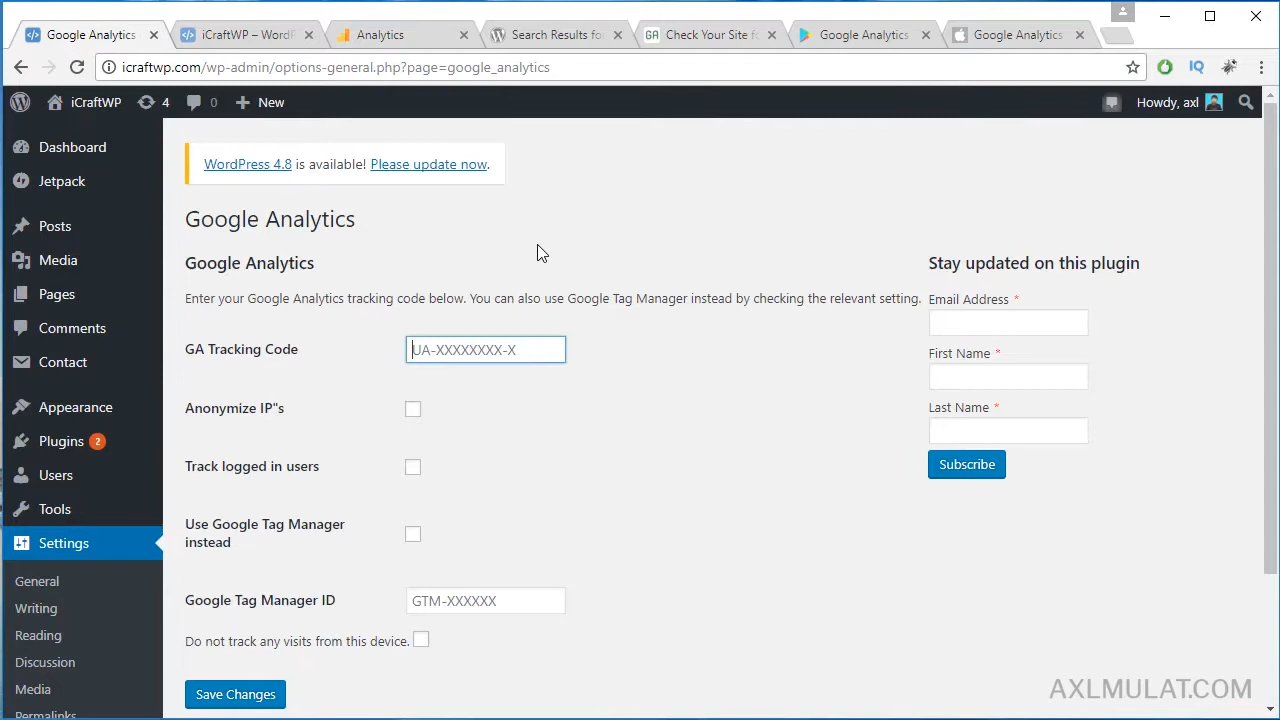 Google Analytics
iCraftWP – WordP
Analytics
Search Results fo
GA Check Your Site fo
Google Analytics
Google Analytics
icraftwp.com/wp-admin/options-general.php?page=google_analytics
IQ
iCraftWP 4 0 New
Howdy, axl
Dashboard
Jetpack
Posts
Media
Pages
Comments
Contact
Appearance
Plugins 2
Users
Tools
Settings
General
Writing
Reading
Discussion
Media
Permalinks
WordPress 4.8 is available! Please update now.
Google Analytics
Google Analytics
Enter your Google Analytics tracking code below. You can also use Google Tag Manager instead by checking the relevant setting.
GA Tracking Code UA-XXXXXXXX-X
Anonymize IP"s
Track logged in users
Use Google Tag Manager
instead
Google Tag Manager ID GTM-XXXXXX
Do not track any visits from this device.
Save Changes
Stay updated on this plugin
Email Address *
First Name *
Last Name *
Subscribe
AXLMULAT.COM